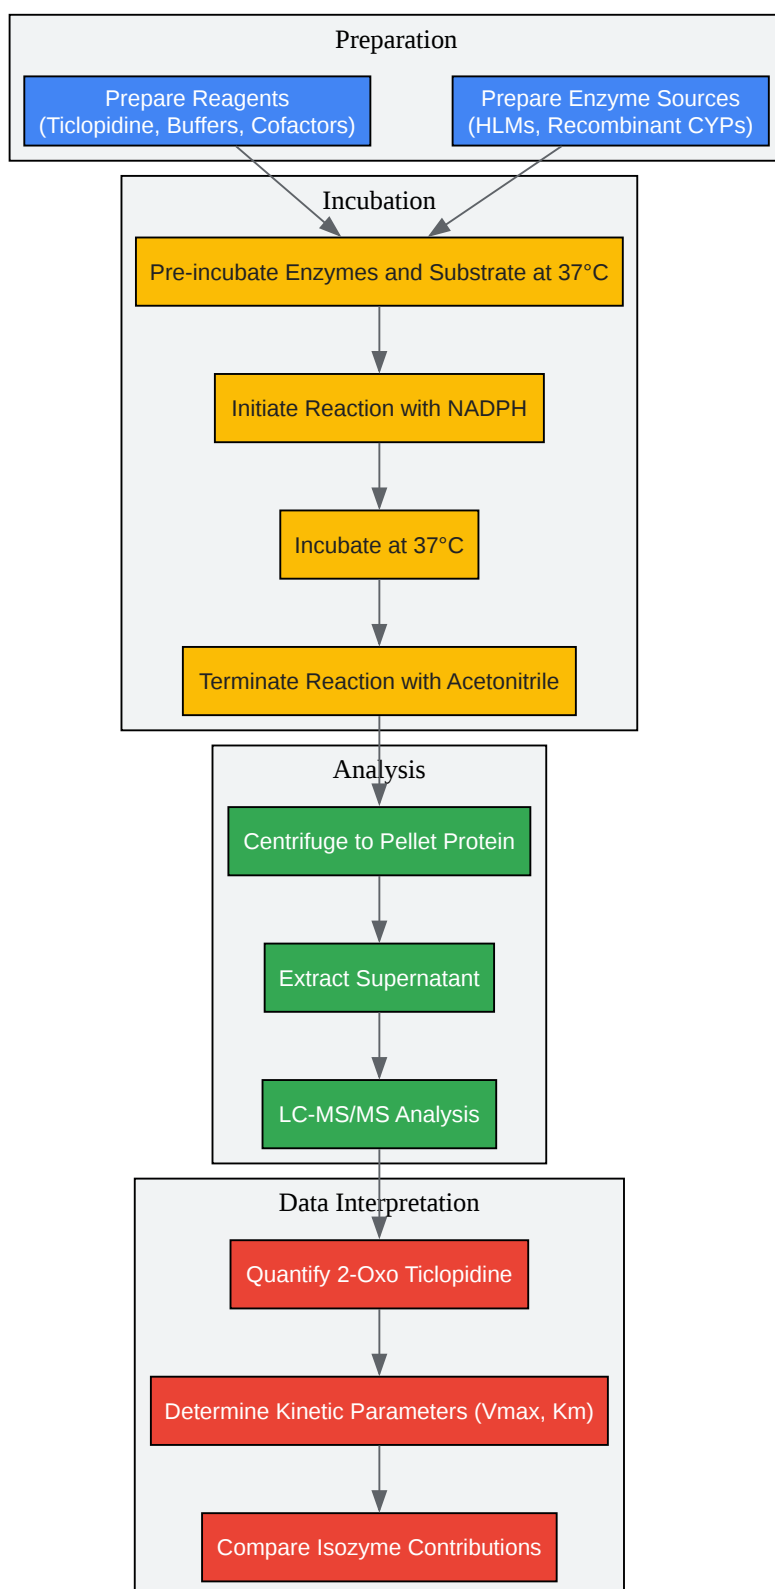 Preparation
Prepare Reagents
(Ticlopidine, Buffers, Cofactors)
Prepare Enzyme Sources
(HLMs, Recombinant CYPs)
Incubation
Pre-incubate Enzymes and Substrate at 37°C
Initiate Reaction with NADPH
Incubate at 37°C
Terminate Reaction with Acetonitrile
Analysis
Centrifuge to Pellet Protein
Extract Supernatant
LC-MS/MS Analysis
Data Interpretation
Quantify 2-Oxo Ticlopidine
Determine Kinetic Parameters (Vmax, Km)
Compare Isozyme Contributions